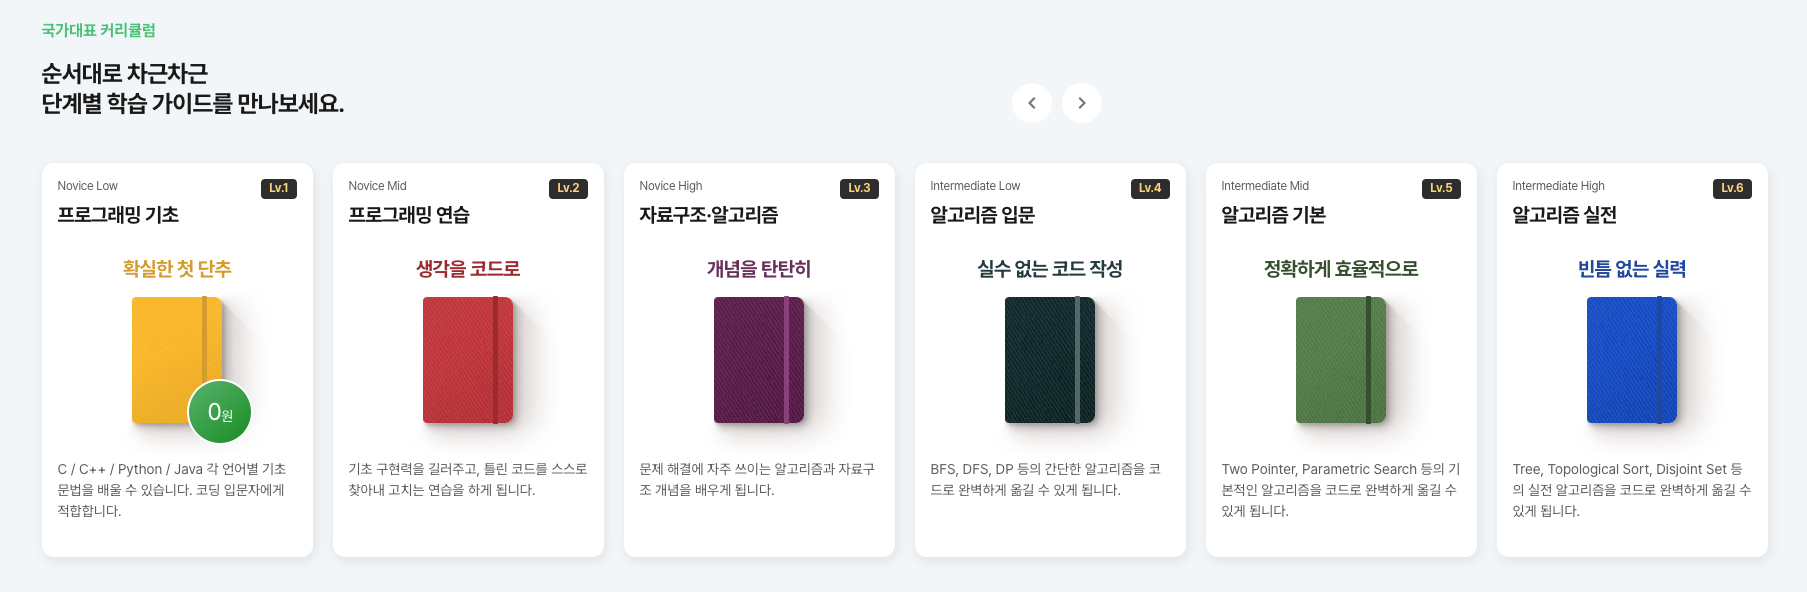 국가대표 커리큘럼
순서대로 차근차근
단계별 학습 가이드를 만나보세요.
Novice Low
Lv.1
프로그래밍 기초
확실한 첫 단추
0원
C / C++ / Python / Java 각 언어별 기초
문법을 배울 수 있습니다. 코딩 입문자에게
적합합니다.
Novice Mid
Lv.2
프로그래밍 연습
생각을 코드로
기초 구현력을 길러주고, 틀린 코드를 스스로
찾아내 고치는 연습을 하게 됩니다.
Novice High
Lv.3
자료구조·알고리즘
개념을 탄탄히
문제 해결에 자주 쓰이는 알고리즘과 자료구
조 개념을 배우게 됩니다.
Intermediate Low
Lv.4
알고리즘 입문
실수 없는 코드 작성
BFS, DFS, DP 등의 간단한 알고리즘을 코
드로 완벽하게 옮길 수 있게 됩니다.
Intermediate Mid
Lv.5
알고리즘 기본
정확하게 효율적으로
Two Pointer, Parametric Search 등의 기
본적인 알고리즘을 코드로 완벽하게 옮길 수
있게 됩니다.
Intermediate High
Lv.6
알고리즘 실전
빈틈 없는 실력
Tree, Topological Sort, Disjoint Set 등
의 실전 알고리즘을 코드로 완벽하게 옮길 수
있게 됩니다.